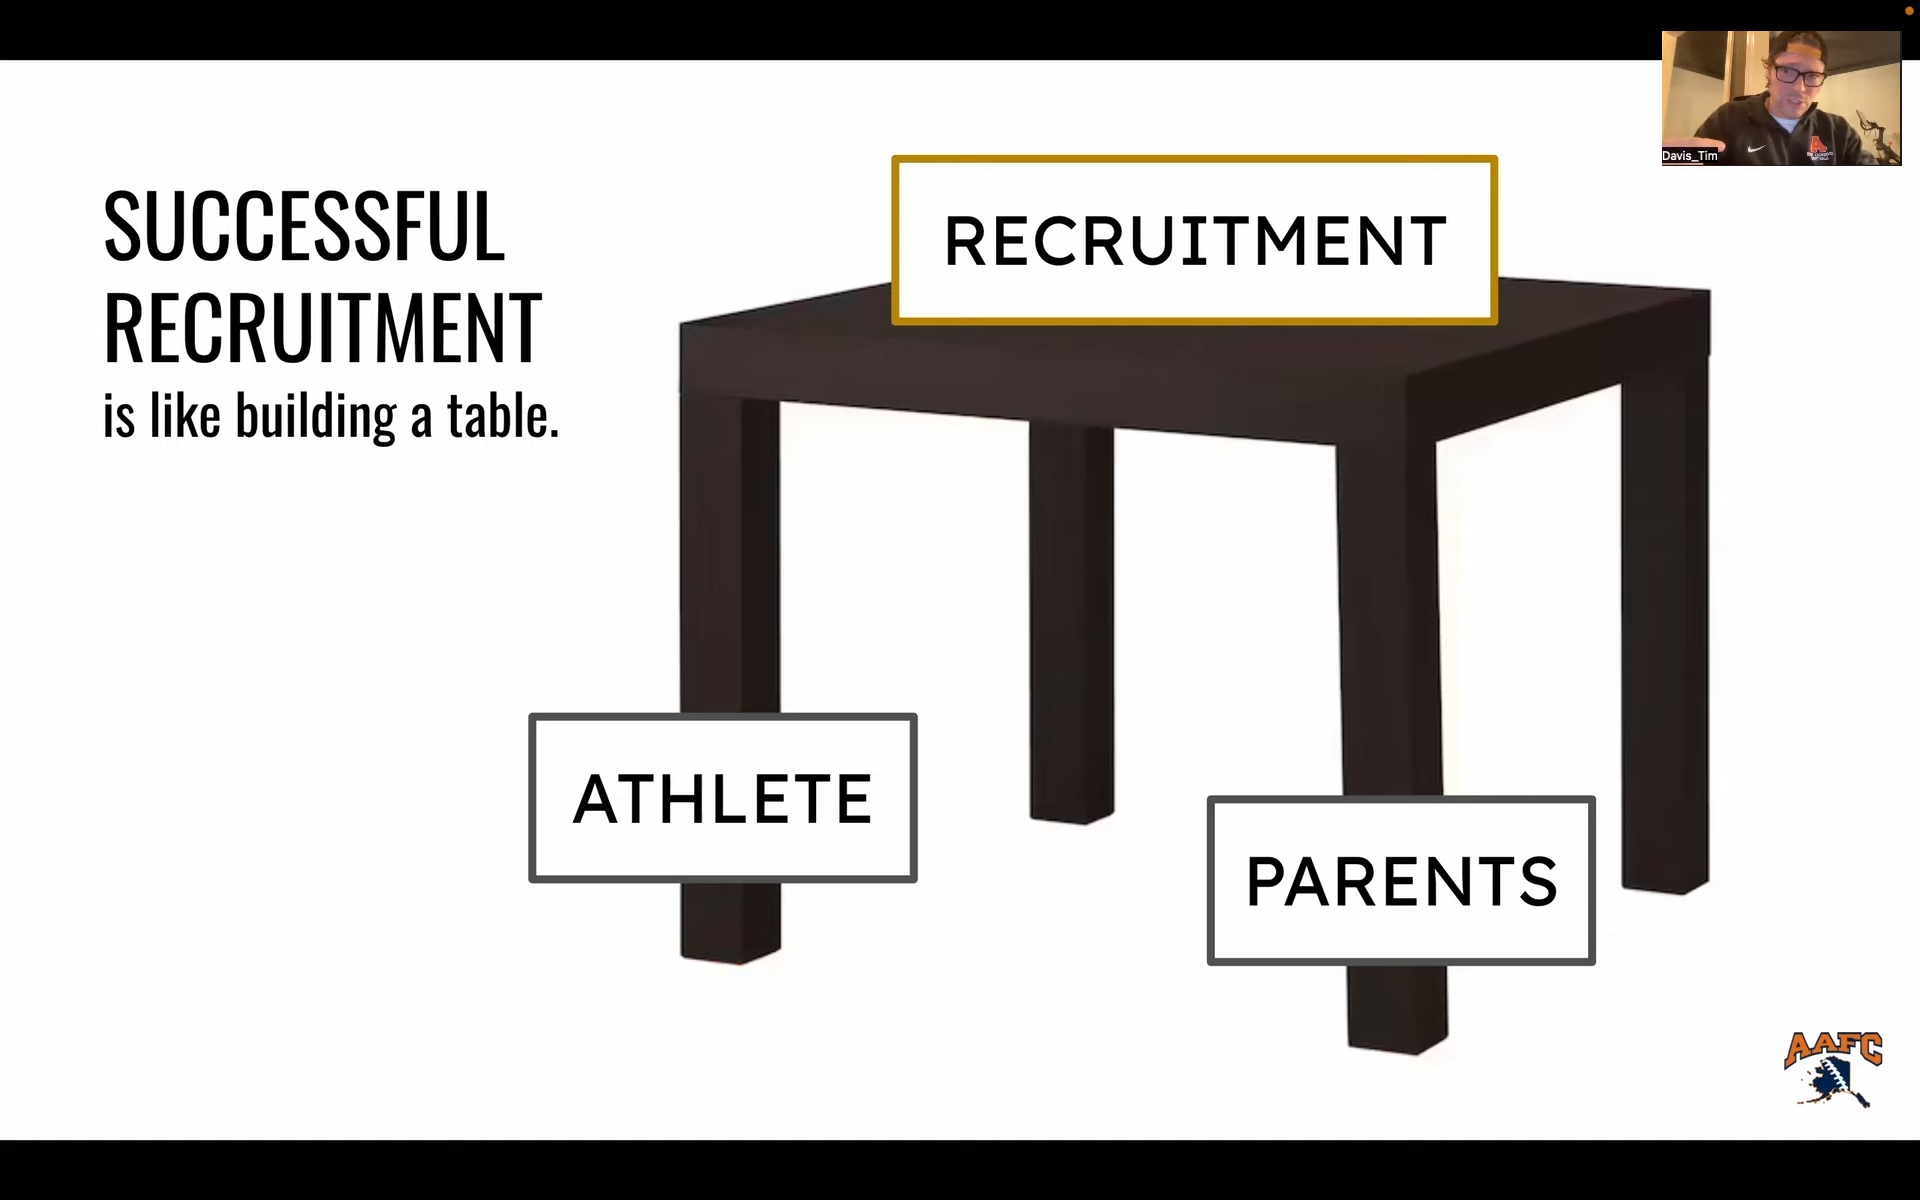 SUCCESSFUL
RECRUITMENT
is like building a table.
RECRUITMENT
ATHLETE
PARENTS
Davis_Tim
A
AAFC